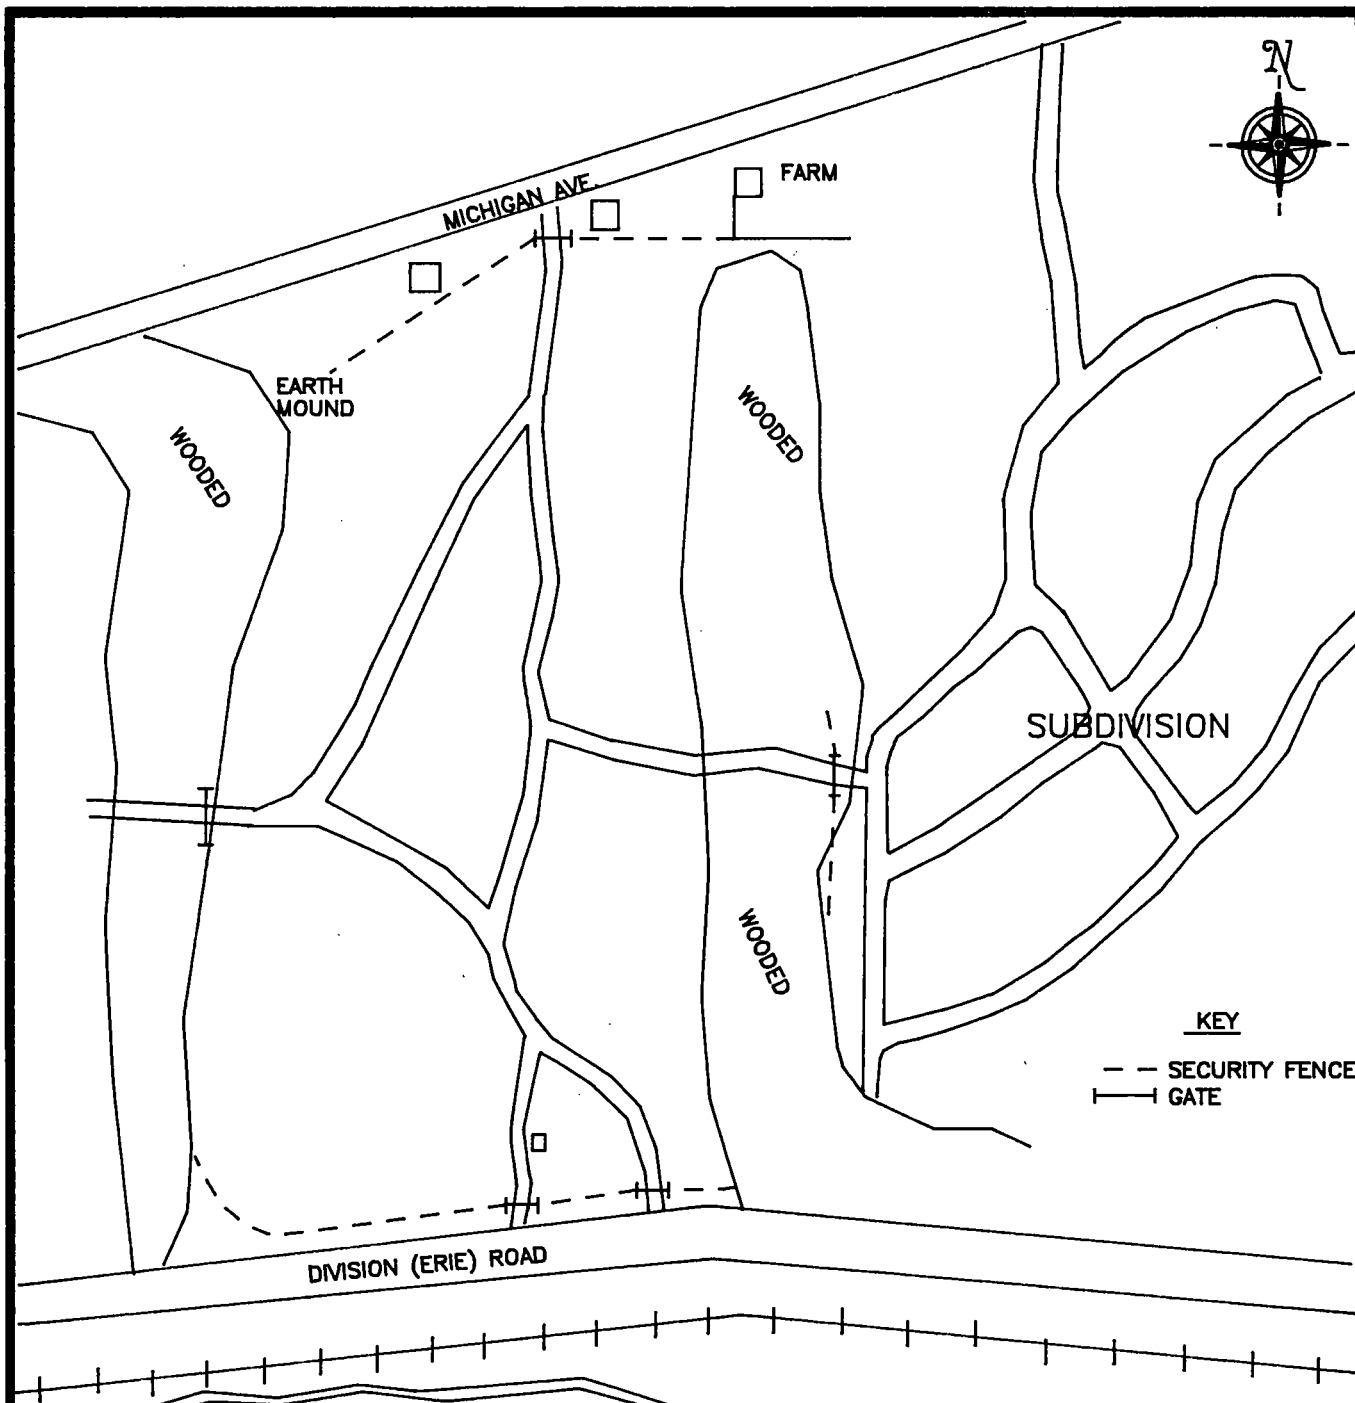 N
MICHIGAN AVE.
FARM
EARTH
MOUND
WOODED
WOODED
SUBDIVISION
WOODED
KEY
SECURITY FENCE
GATE
DIVISION (ERIE) ROAD